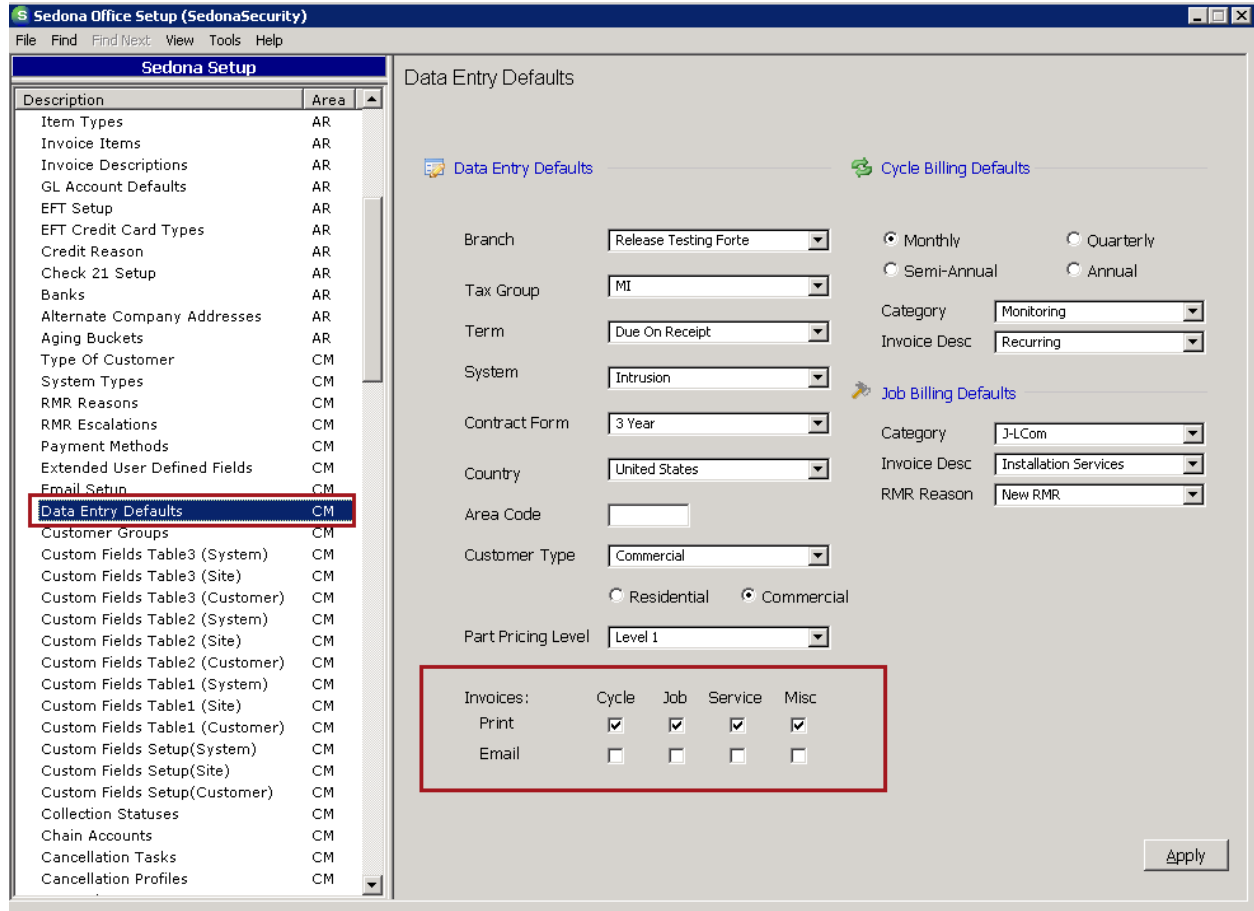 S Sedona Office Setup (SedonaSecurity)
File Find Find Next View Tools Help
Sedona Setup
Description Area
Item Types AR
Invoice Items AR
Invoice Descriptions AR
GL Account Defaults AR
EFT Setup AR
EFT Credit Card Types AR
Credit Reason AR
Check 21 Setup AR
Banks AR
Alternate Company Addresses AR
Aging Buckets AR
Type Of Customer CM
System Types CM
RMR Reasons CM
RMR Escalations CM
Payment Methods CM
Extended User Defined Fields CM
Email Setup CM
Data Entry Defaults CM
Customer Groups CM
Custom Fields Table3 (System) CM
Custom Fields Table3 (Site) CM
Custom Fields Table3 (Customer) CM
Custom Fields Table2 (System) CM
Custom Fields Table2 (Site) CM
Custom Fields Table2 (Customer) CM
Custom Fields Table1 (System) CM
Custom Fields Table1 (Site) CM
Custom Fields Table1 (Customer) CM
Custom Fields Setup(System) CM
Custom Fields Setup(Site) CM
Custom Fields Setup(Customer) CM
Collection Statuses CM
Chain Accounts CM
Cancellation Tasks CM
Cancellation Profiles CM
Data Entry Defaults
Data Entry Defaults
Branch Release Testing Forte
Tax Group MI
Term Due On Receipt
System Intrusion
Contract Form 3 Year
Country United States
Area Code
Customer Type Commercial
Residential Commercial
Part Pricing Level Level 1
Invoices: Cycle Job Service Misc
Print
Email
Cycle Billing Defaults
Monthly Quarterly
Semi-Annual Annual
Category Monitoring
Invoice Desc Recurring
Job Billing Defaults
Category J-LCom
Invoice Desc Installation Services
RMR Reason New RMR
Apply